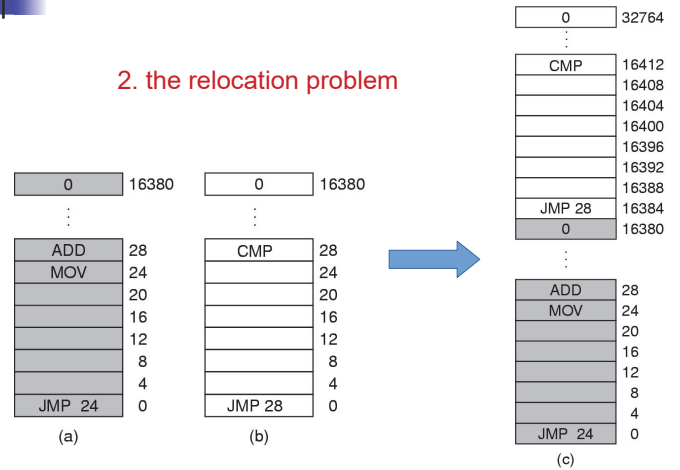 2. the relocation problem
0 16380
⋮
ADD 28
MOV 24
20
16
12
8
4
JMP 24 0
(a)
0 16380
⋮
CMP 28
24
20
16
12
8
4
JMP 28 0
(b)
0 32764
⋮
CMP 16412
16408
16404
16400
16396
16392
16388
JMP 28 16384
0 16380
⋮
ADD 28
MOV 24
20
16
12
8
4
JMP 24 0
(c)